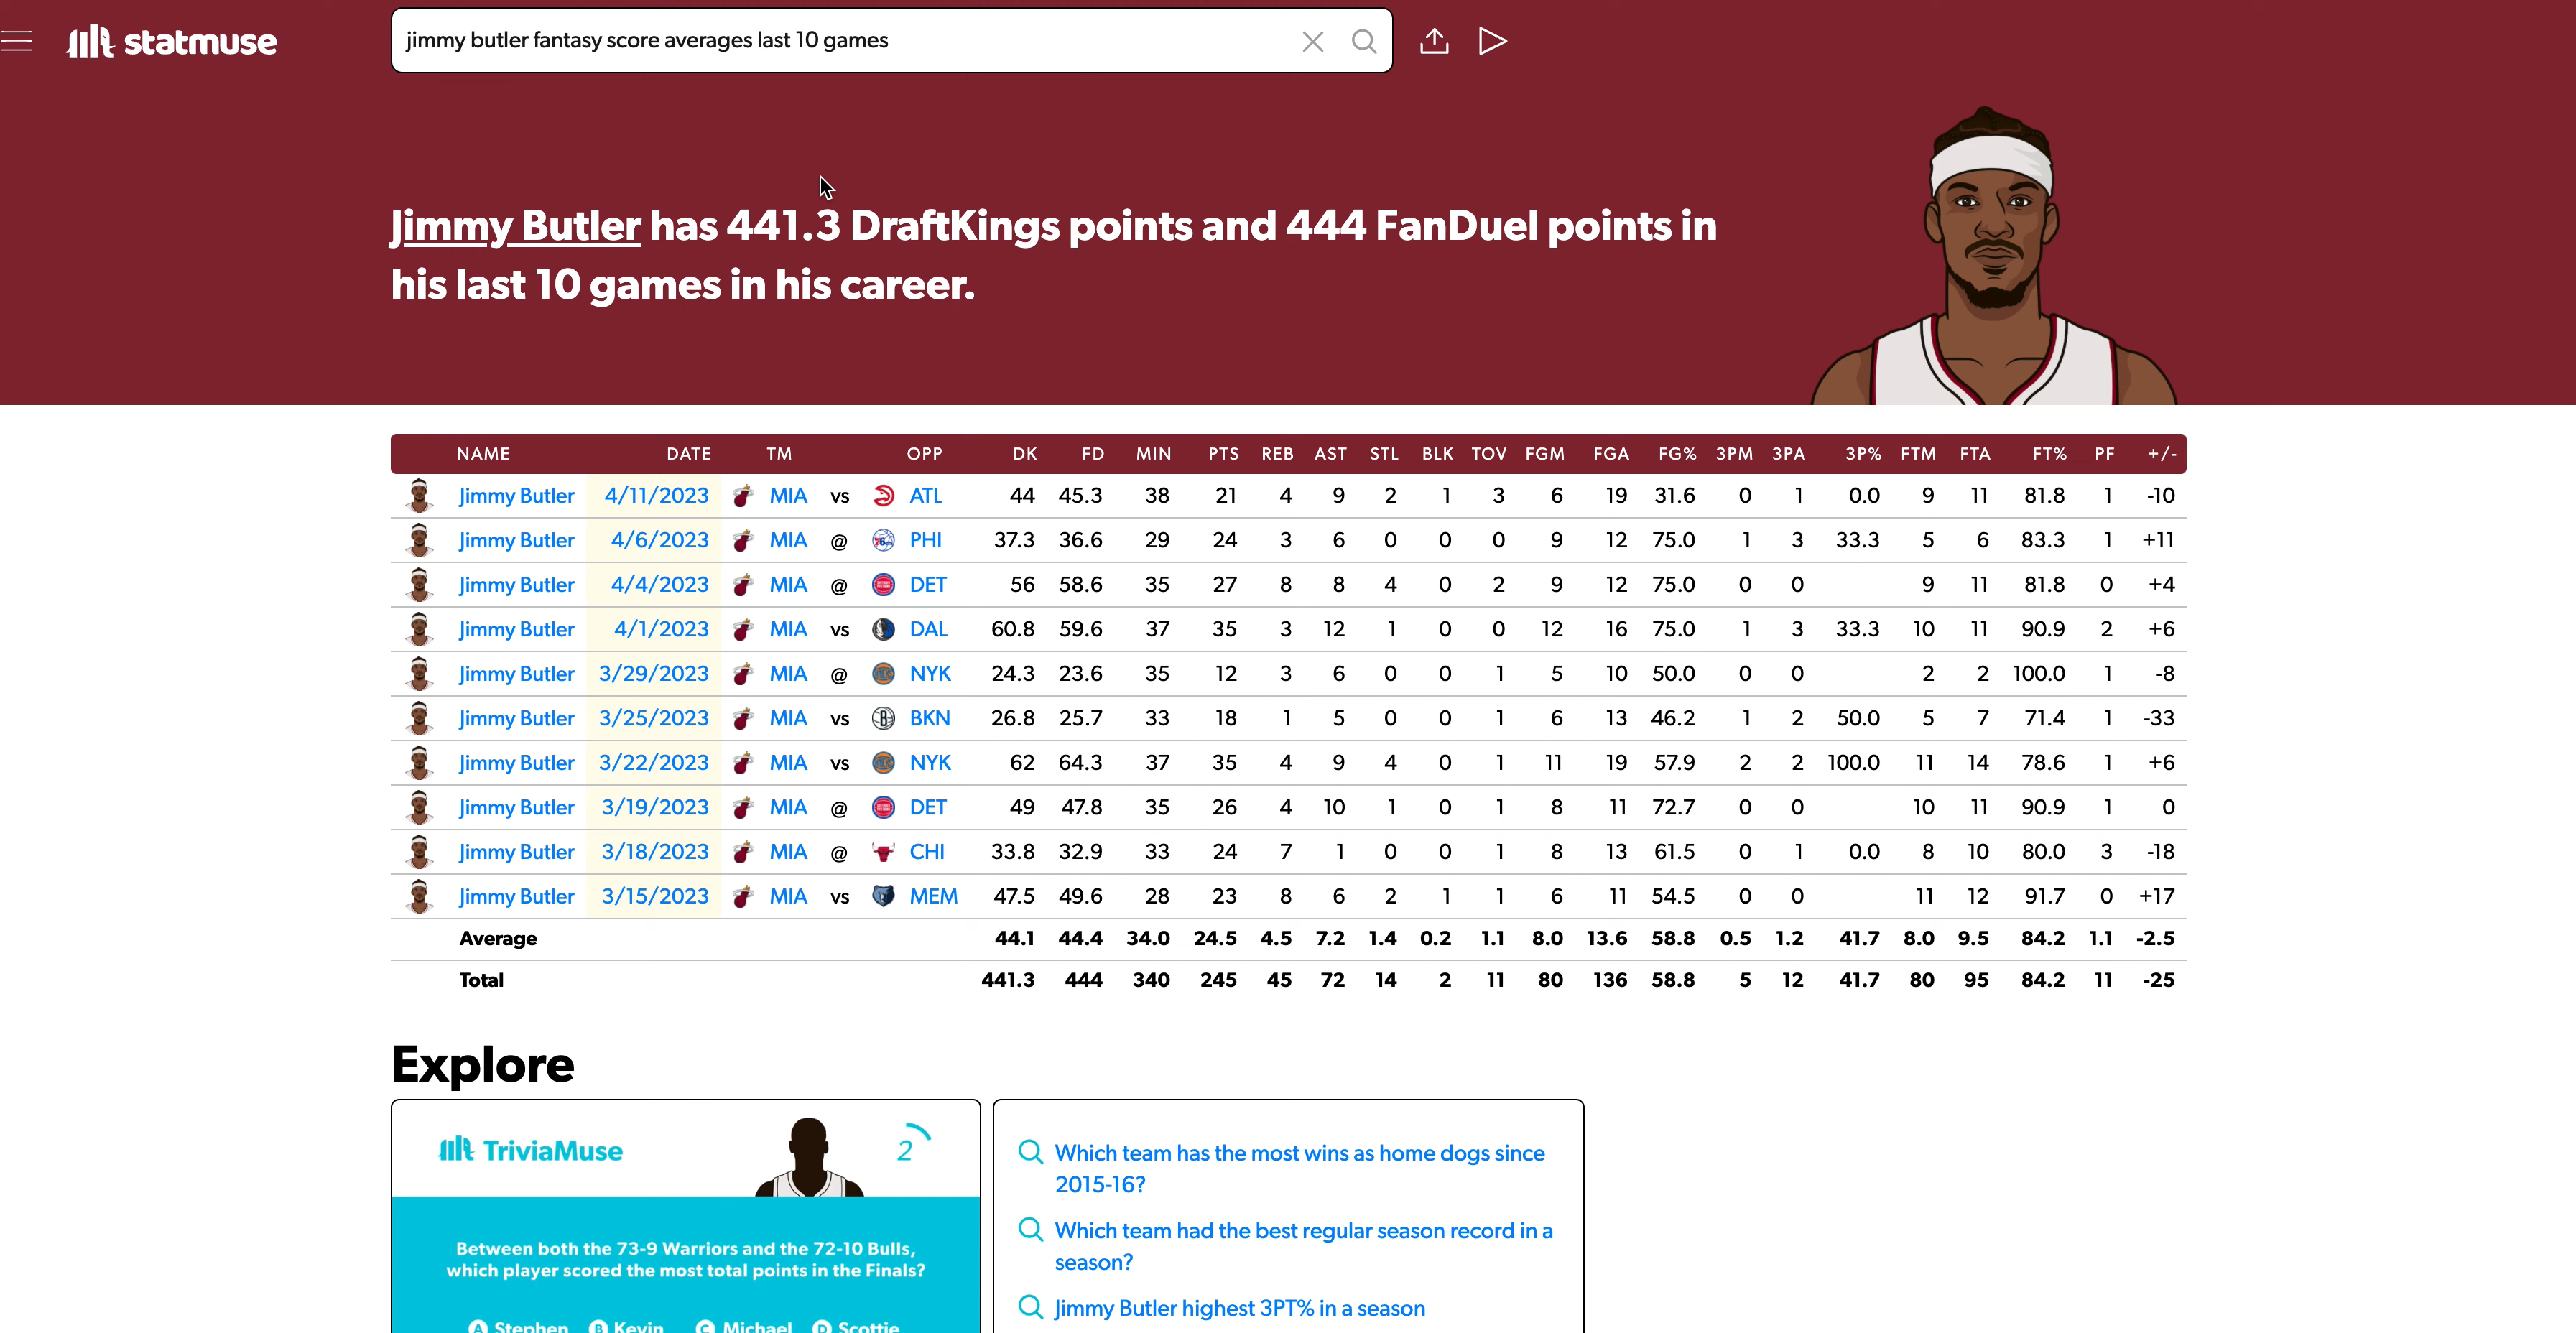 statmuse
jimmy butler fantasy score averages last 10 games
Jimmy Butler has 441.3 DraftKings points and 444 FanDuel points in
his last 10 games in his career.
NAME DATE TM OPP DK FD MIN PTS REB AST STL BLK TOV FGM FGA FG% 3PM 3PA 3P% FTM FTA FT% PF +/-
Jimmy Butler 4/11/2023 MIA vs ATL 44 45.3 38 21 4 9 2 1 3 6 19 31.6 0 1 0.0 9 11 81.8 1 -10
Jimmy Butler 4/6/2023 MIA @ PHI 37.3 36.6 29 24 3 6 0 0 0 9 12 75.0 1 3 33.3 5 6 83.3 1 +11
Jimmy Butler 4/4/2023 MIA @ DET 56 58.6 35 27 8 8 4 0 2 9 12 75.0 0 0 9 11 81.8 0 +4
Jimmy Butler 4/1/2023 MIA vs DAL 60.8 59.6 37 35 3 12 1 0 0 12 16 75.0 1 3 33.3 10 11 90.9 2 +6
Jimmy Butler 3/29/2023 MIA @ NYK 24.3 23.6 35 12 3 6 0 0 1 5 10 50.0 0 0 2 2 100.0 1 -8
Jimmy Butler 3/25/2023 MIA vs BKN 26.8 25.7 33 18 1 5 0 0 1 6 13 46.2 1 2 50.0 5 7 71.4 1 -33
Jimmy Butler 3/22/2023 MIA vs NYK 62 64.3 37 35 4 9 4 0 1 11 19 57.9 2 2 100.0 11 14 78.6 1 +6
Jimmy Butler 3/19/2023 MIA @ DET 49 47.8 35 26 4 10 1 0 1 8 11 72.7 0 0 10 11 90.9 1 0
Jimmy Butler 3/18/2023 MIA @ CHI 33.8 32.9 33 24 7 1 0 0 1 8 13 61.5 0 1 0.0 8 10 80.0 3 -18
Jimmy Butler 3/15/2023 MIA vs MEM 47.5 49.6 28 23 8 6 2 1 1 6 11 54.5 0 0 11 12 91.7 0 +17
Average 44.1 44.4 34.0 24.5 4.5 7.2 1.4 0.2 1.1 8.0 13.6 58.8 0.5 1.2 41.7 8.0 9.5 84.2 1.1 -2.5
Total 441.3 444 340 245 45 72 14 2 11 80 136 58.8 5 12 41.7 80 95 84.2 11 -25
Explore
TriviaMuse
2
Between both the 73-9 Warriors and the 72-10 Bulls,
which player scored the most total points in the Finals?
A Stephen B Kevin C Michael D Scottie
Which team has the most wins as home dogs since
2015-16?
Which team had the best regular season record in a
season?
Jimmy Butler highest 3PT% in a season